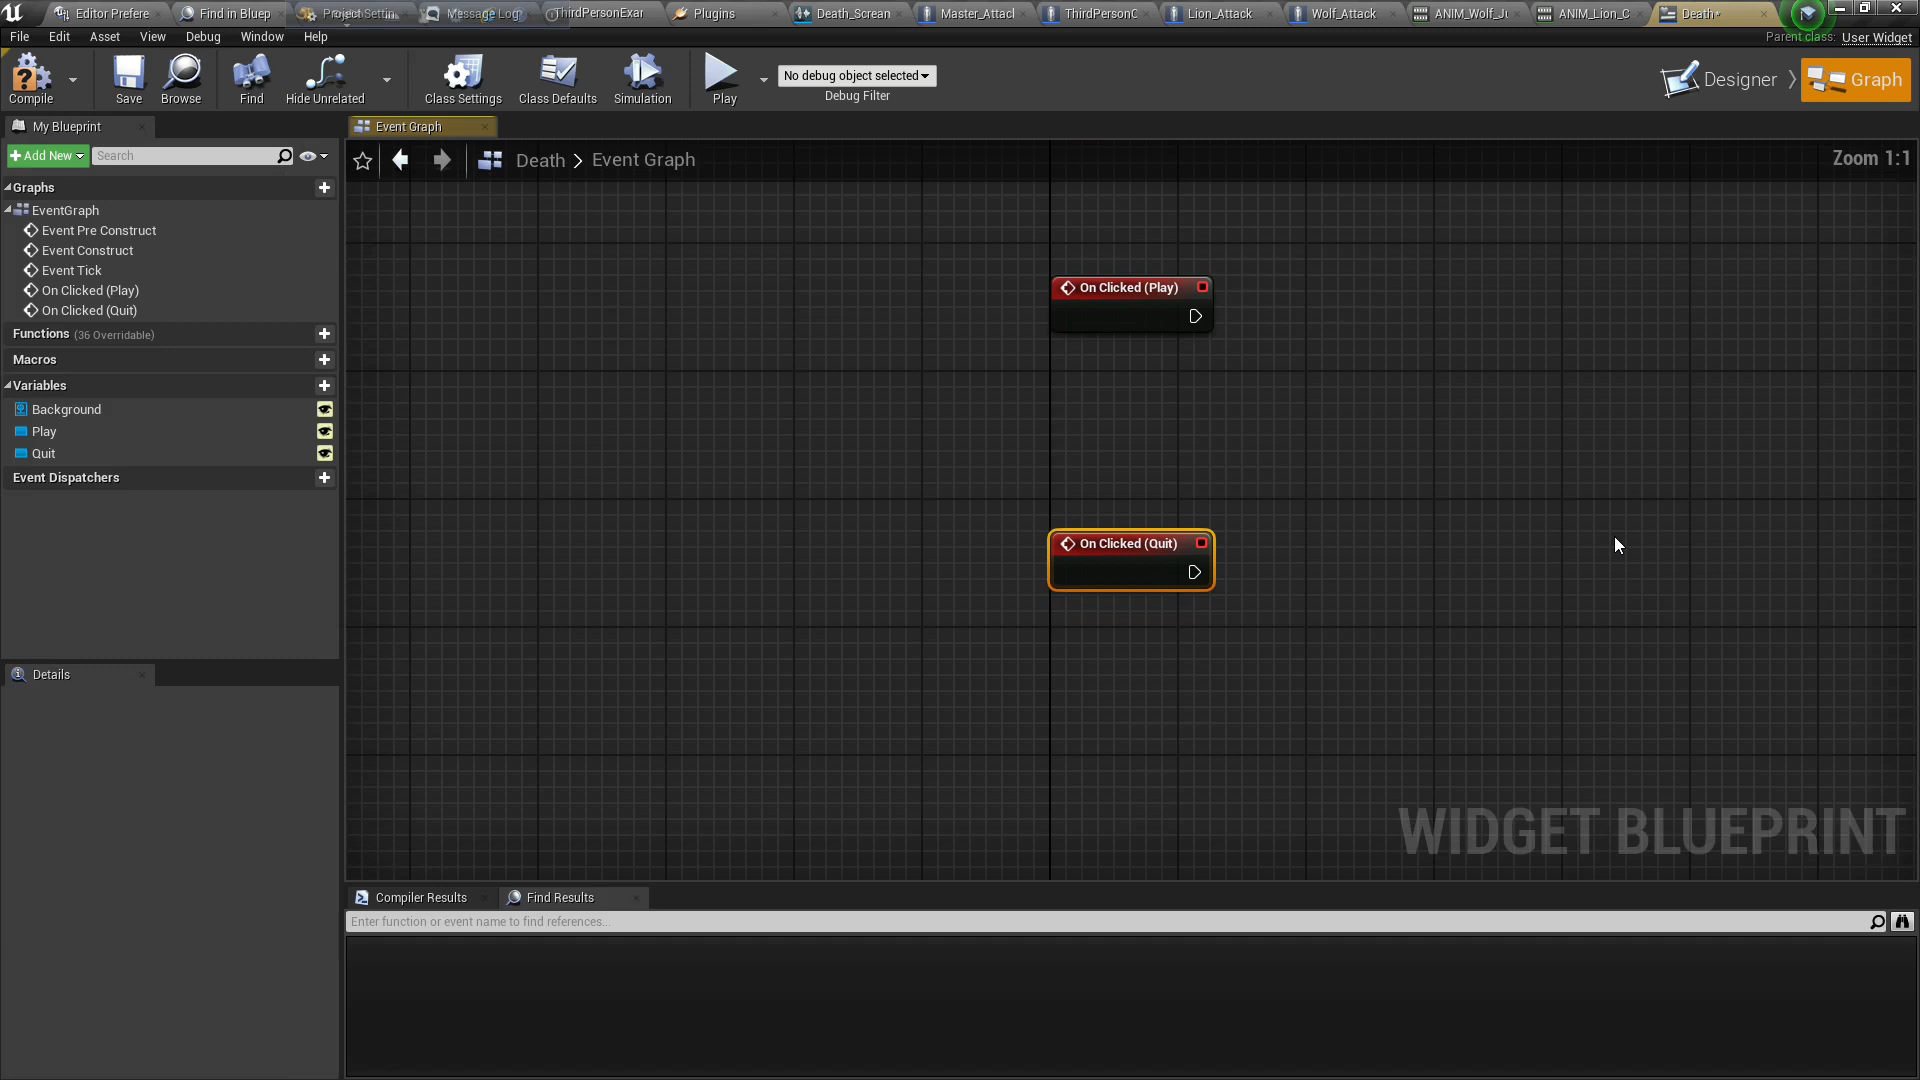 Editor Prefere
Find in Bluep
Project Settin
Message Log
ThirdPersonExar
Plugins
Death_Screan
Master_Attacl
ThirdPersonC
Lion_Attack
Wolf_Attack
ANIM_Wolf_Ju
ANIM_Lion_C
Death*
File Edit Asset View Debug Window Help
Parent class: User Widget
Compile
Save
Browse
Find
Hide Unrelated
Class Settings
Class Defaults
Simulation
Play
No debug object selected
Debug Filter
Designer
Graph
My Blueprint
Event Graph
Add New
Search
Death > Event Graph
Zoom 1:1
Graphs
EventGraph
Event Pre Construct
Event Construct
Event Tick
On Clicked (Play)
On Clicked (Quit)
Functions (36 Overridable)
Macros
Variables
Background
Play
Quit
Event Dispatchers
On Clicked (Play)
On Clicked (Quit)
Details
WIDGET BLUEPRINT
Compiler Results
Find Results
Enter function or event name to find references...